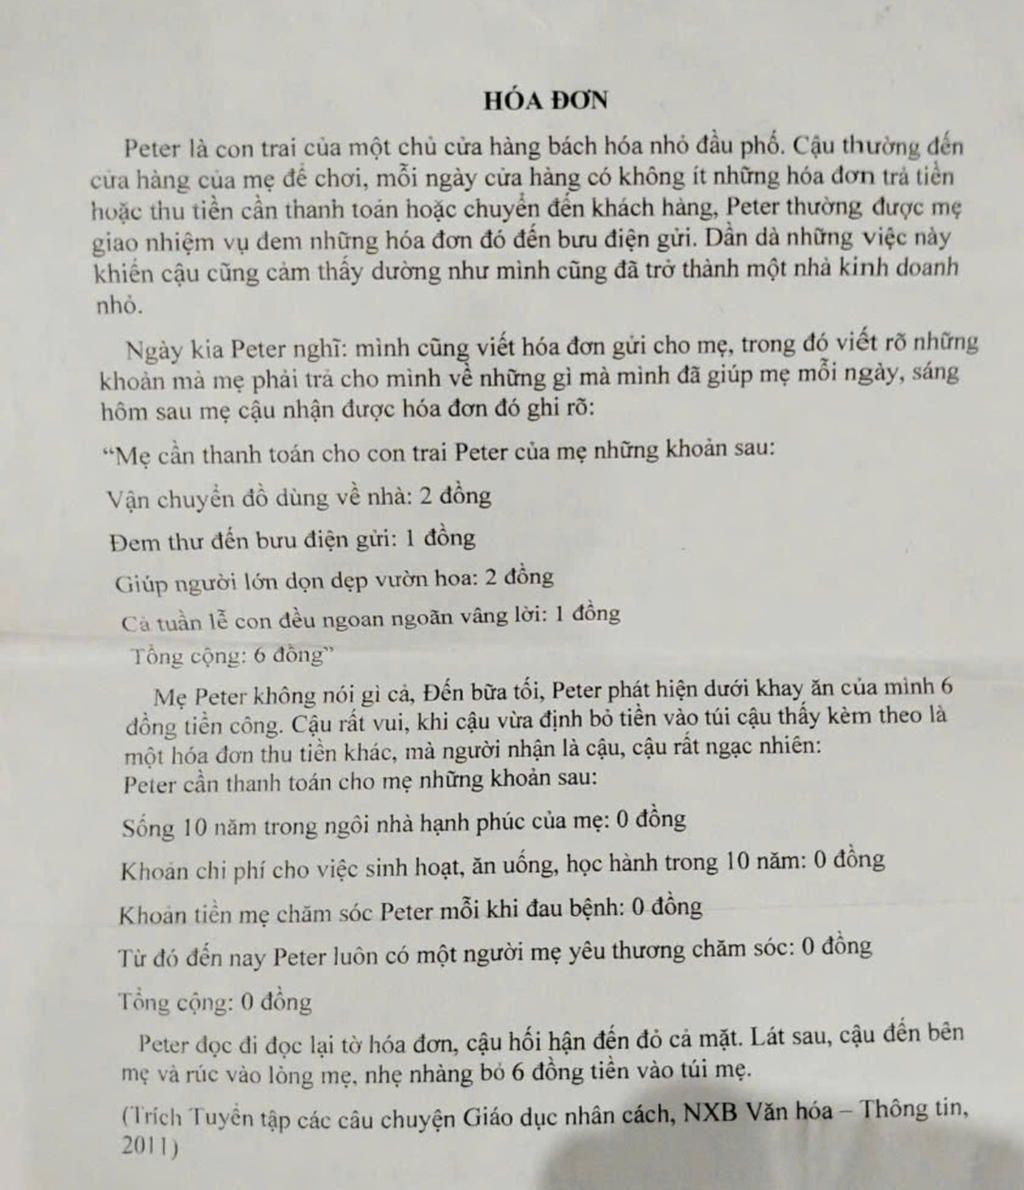 HÓA ĐƠN
Peter là con trai của một chủ cửa hàng bách hóa nhỏ đầu phố. Cậu thường đến
cửa hàng của mẹ để chơi, mỗi ngày cửa hàng có không ít những hóa đơn trả tiền
hoặc thu tiền cần thanh toán hoặc chuyển đến khách hàng, Peter thường được mẹ
giao nhiệm vụ đem những hóa đơn đó đến bưu điện gửi. Dần dà những việc này
khiến cậu cũng cảm thấy dường như mình cũng đã trở thành một nhà kinh doanh
nhỏ.
Ngày kia Peter nghĩ: mình cũng viết hóa đơn gửi cho mẹ, trong đó viết rõ những
khoản mà mẹ phải trả cho mình về những gì mà mình đã giúp mẹ mỗi ngày, sáng
hôm sau mẹ cậu nhận được hóa đơn đó ghi rõ:
“Mẹ cần thanh toán cho con trai Peter của mẹ những khoản sau:
Vận chuyển đồ dùng về nhà: 2 đồng
Đem thư đến bưu điện gửi: 1 đồng
Giúp người lớn dọn dẹp vườn hoa: 2 đồng
Cả tuần lễ con đều ngoan ngoãn vâng lời: 1 đồng
Tổng cộng: 6 đồng”
Mẹ Peter không nói gì cả, Đến bữa tối, Peter phát hiện dưới khay ăn của mình 6
đồng tiền công. Cậu rất vui, khi cậu vừa định bỏ tiền vào túi cậu thấy kèm theo là
một hóa đơn thu tiền khác, mà người nhận là cậu, cậu rất ngạc nhiên:
Peter cần thanh toán cho mẹ những khoản sau:
Sống 10 năm trong ngôi nhà hạnh phúc của mẹ: 0 đồng
Khoản chi phí cho việc sinh hoạt, ăn uống, học hành trong 10 năm: 0 đồng
Khoản tiền mẹ chăm sóc Peter mỗi khi đau bệnh: 0 đồng
Từ đó đến nay Peter luôn có một người mẹ yêu thương chăm sóc: 0 đồng
Tổng cộng: 0 đồng
Peter đọc đi đọc lại tờ hóa đơn, cậu hối hận đến đỏ cả mặt. Lát sau, cậu đến bên
mẹ và rúc vào lòng mẹ, nhẹ nhàng bỏ 6 đồng tiền vào túi mẹ.
(Trích Tuyển tập các câu chuyện Giáo dục nhân cách, NXB Văn hóa – Thông tin,
2011)